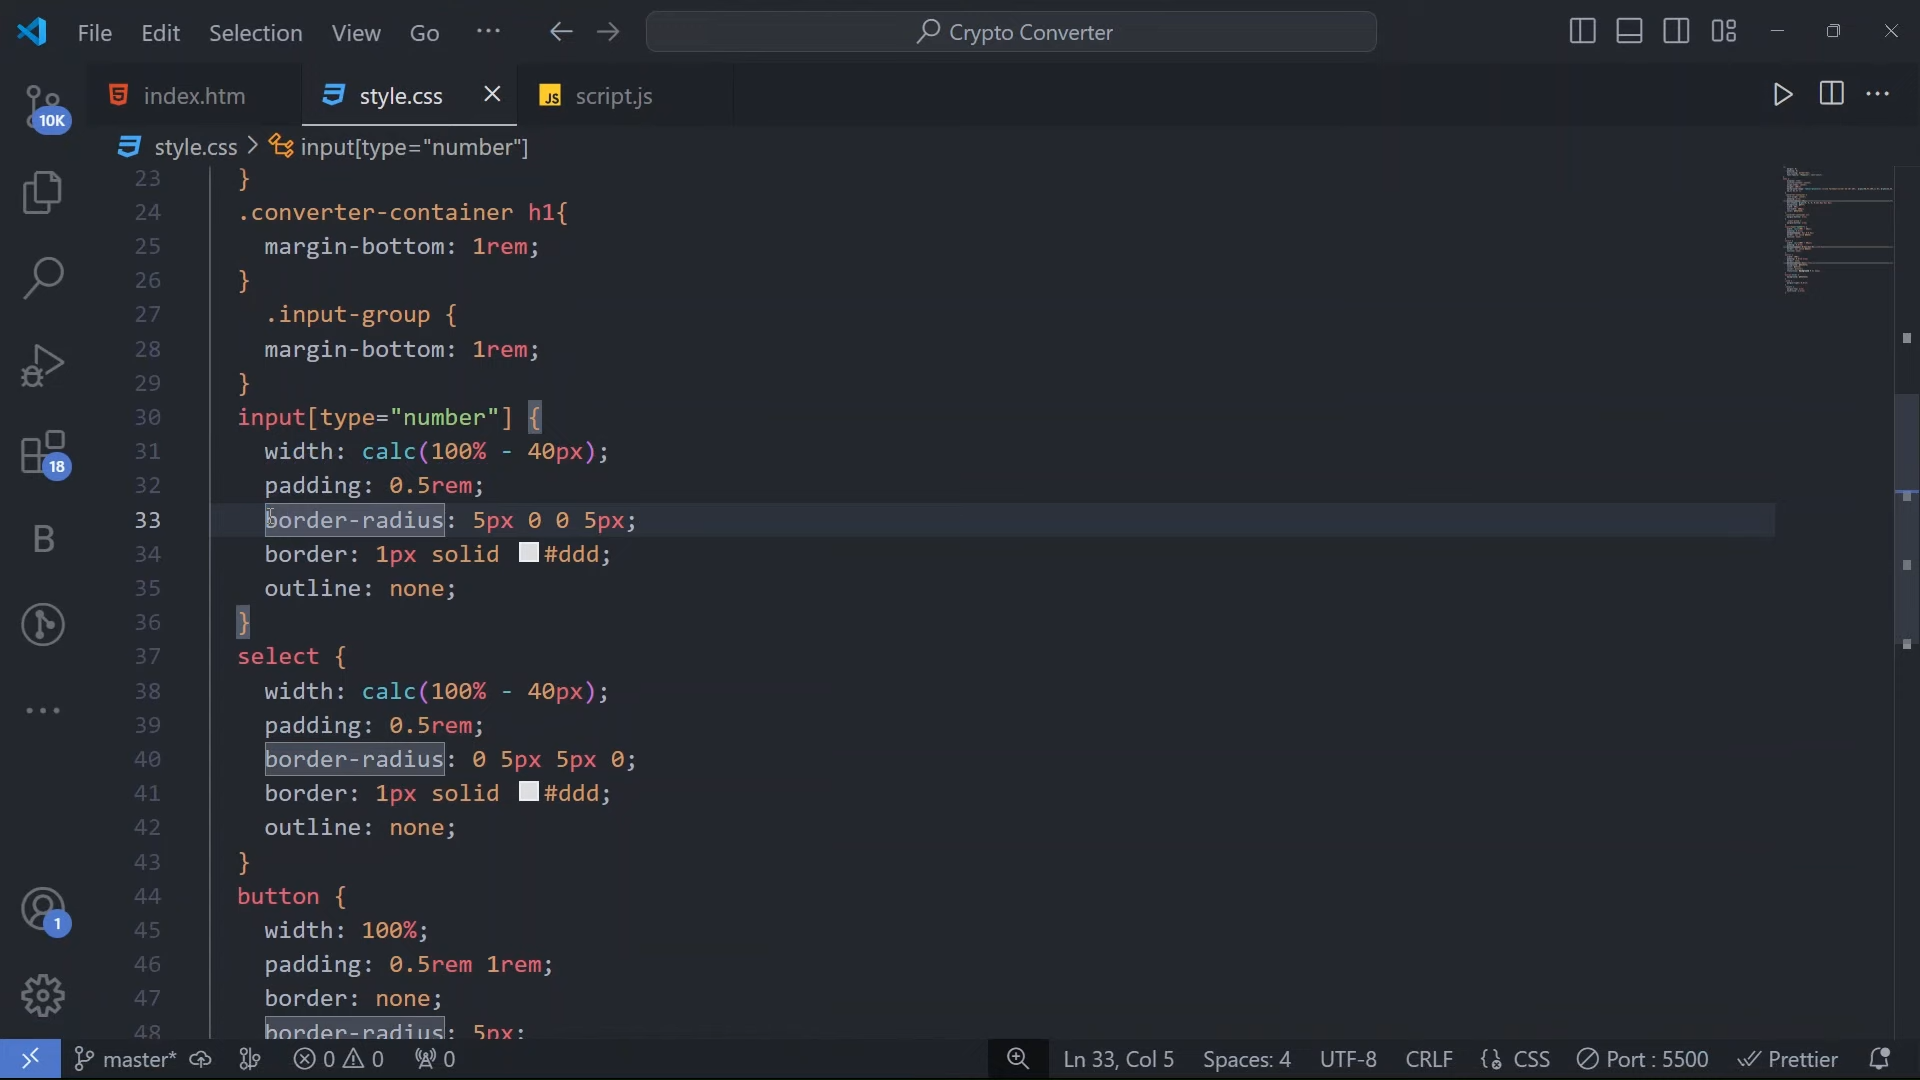 File Edit Selection View Go ··· Crypto Converter
index.htm style.css script.js
style.css > input[type="number"]
10K
18
B
1
23 }
24 .converter-container h1{
25 margin-bottom: 1rem;
26 }
27 .input-group {
28 margin-bottom: 1rem;
29 }
30 input[type="number"] {
31 width: calc(100% - 40px);
32 padding: 0.5rem;
33 border-radius: 5px 0 0 5px;
34 border: 1px solid #ddd;
35 outline: none;
36 }
37 select {
38 width: calc(100% - 40px);
39 padding: 0.5rem;
40 border-radius: 0 5px 5px 0;
41 border: 1px solid #ddd;
42 outline: none;
43 }
44 button {
45 width: 100%;
46 padding: 0.5rem 1rem;
47 border: none;
48 border-radius: 5px;
master* 0 0 0 Ln 33, Col 5 Spaces: 4 UTF-8 CRLF {} CSS Port : 5500 Prettier